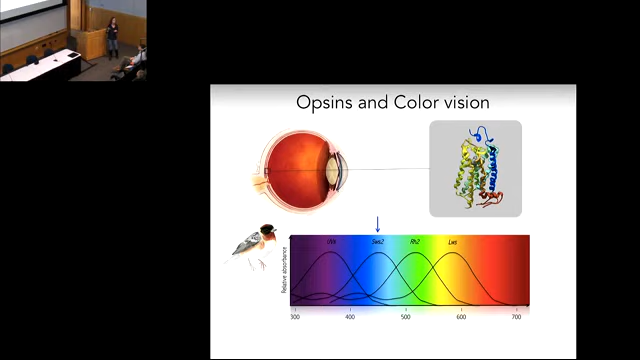 Opsins and Color vision
Relative absorbance
UVs Sws2 Rh2 Lws
300 400 500 600 700